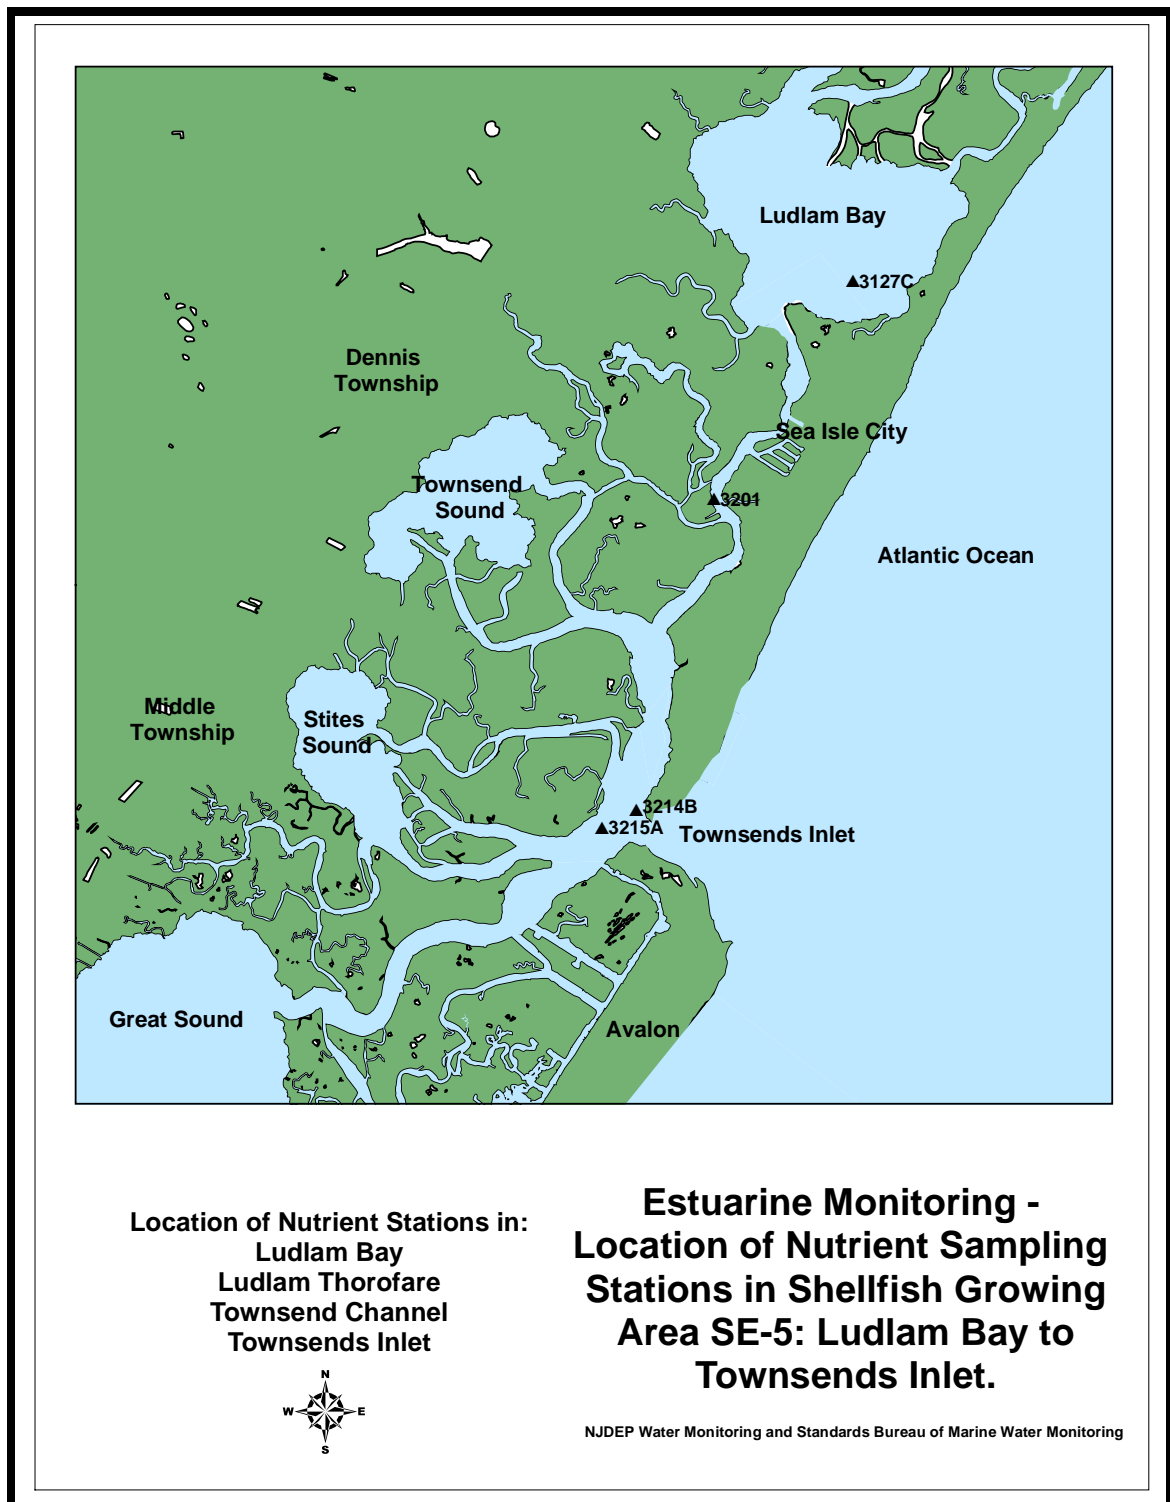 Ludlam Bay
3127C
Dennis
Township
Sea Isle City
Townsend
Sound
3201
Atlantic Ocean
Middle
Township
Stites
Sound
3214B
3215A
Townsends Inlet
Great Sound
Avalon
Location of Nutrient Stations in:
Ludlam Bay
Ludlam Thorofare
Townsend Channel
Townsends Inlet
N
W E
S
Estuarine Monitoring -
Location of Nutrient Sampling
Stations in Shellfish Growing
Area SE-5: Ludlam Bay to
Townsends Inlet.
NJDEP Water Monitoring and Standards Bureau of Marine Water Monitoring